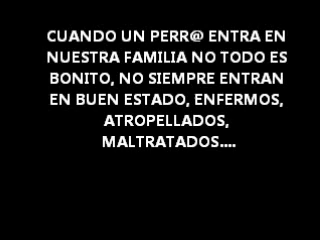 CUANDO UN PERR@ ENTRA EN
NUESTRA FAMILIA NO TODO ES
BONITO, NO SIEMPRE ENTRAN
EN BUEN ESTADO, ENFERMOS,
ATROPELLADOS,
MALTRATADOS....